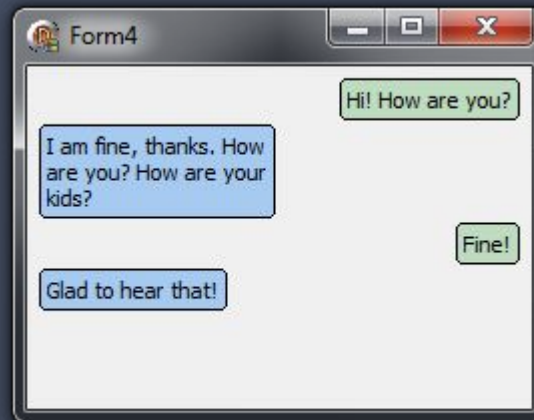 Form4
Hi! How are you?
I am fine, thanks. How
are you? How are your
kids?
Fine!
Glad to hear that!